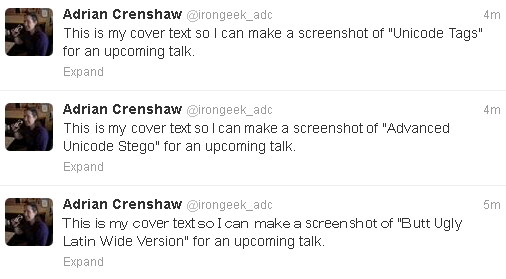 Adrian Crenshaw @irongeek_adc 4m
This is my cover text so I can make a screenshot of "Unicode Tags"
for an upcoming talk.
Expand
Adrian Crenshaw @irongeek_adc 4m
This is my cover text so I can make a screenshot of "Advanced
Unicode Stego" for an upcoming talk.
Expand
Adrian Crenshaw @irongeek_adc 5m
This is my cover text so I can make a screenshot of "Butt Ugly
Latin Wide Version" for an upcoming talk.
Expand